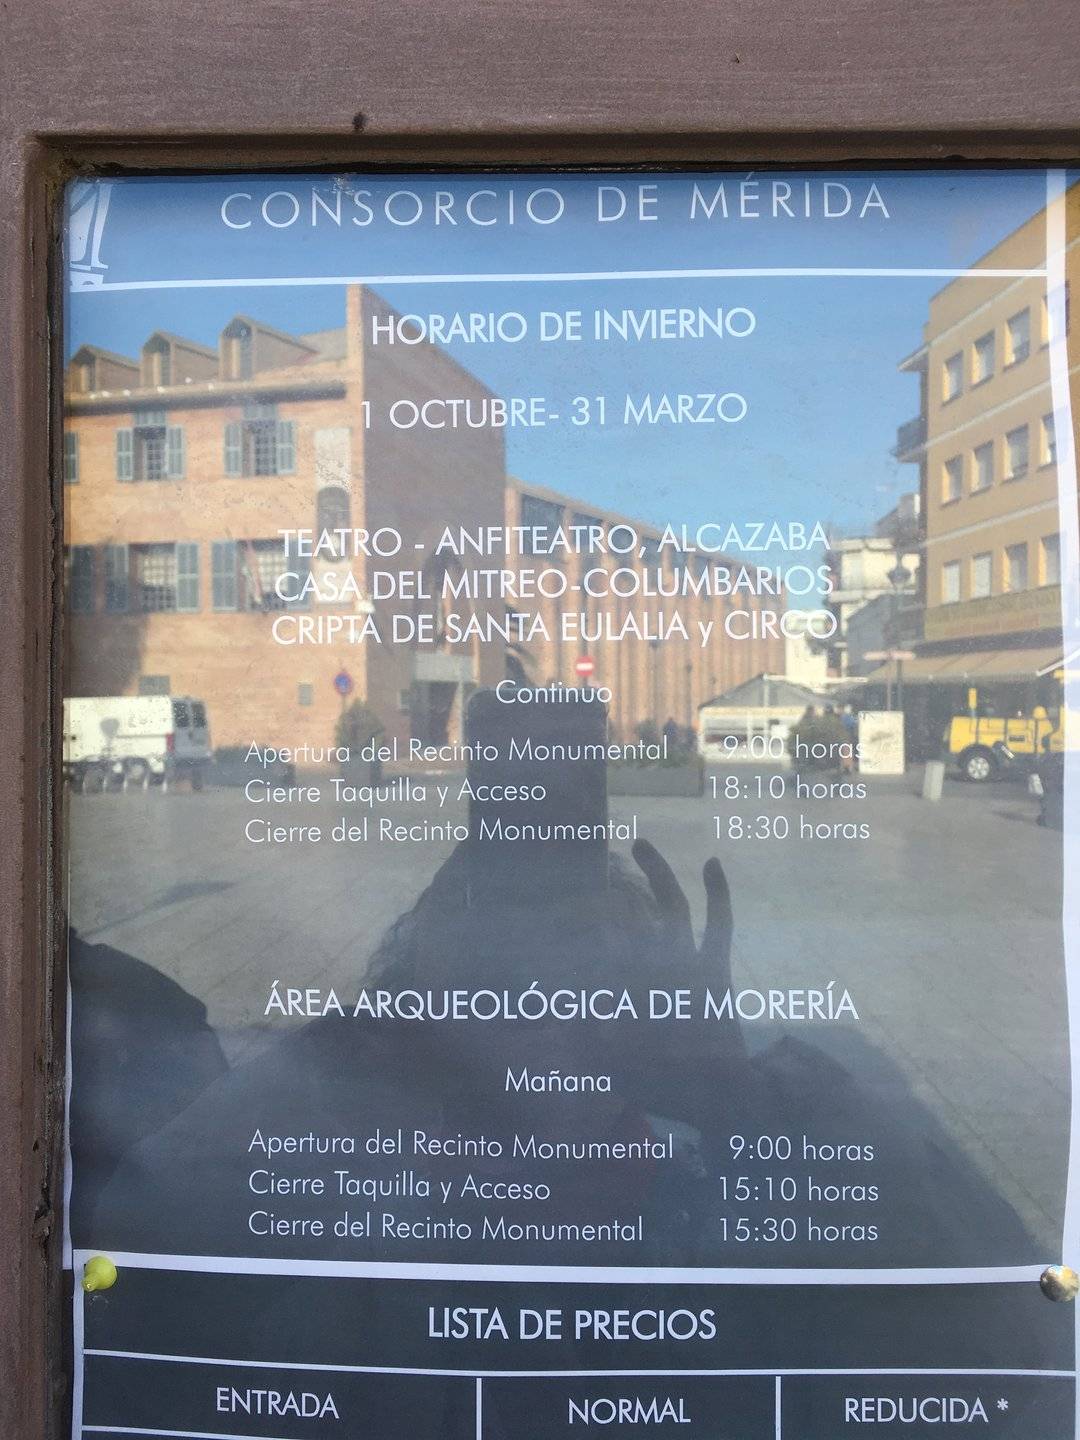 CONSORCIO DE MÉRIDA
HORARIO DE INVIERNO
1 OCTUBRE- 31 MARZO
TEATRO - ANFITEATRO, ALCAZABA
CASA DEL MITREO-COLUMBARIOS
CRIPTA DE SANTA EULALIA y CIRCO
Continuo
Apertura del Recinto Monumental 9:00 horas
Cierre Taquilla y Acceso 18:10 horas
Cierre del Recinto Monumental 18:30 horas
ÁREA ARQUEOLÓGICA DE MORERÍA
Mañana
Apertura del Recinto Monumental 9:00 horas
Cierre Taquilla y Acceso 15:10 horas
Cierre del Recinto Monumental 15:30 horas
LISTA DE PRECIOS
ENTRADA NORMAL REDUCIDA *